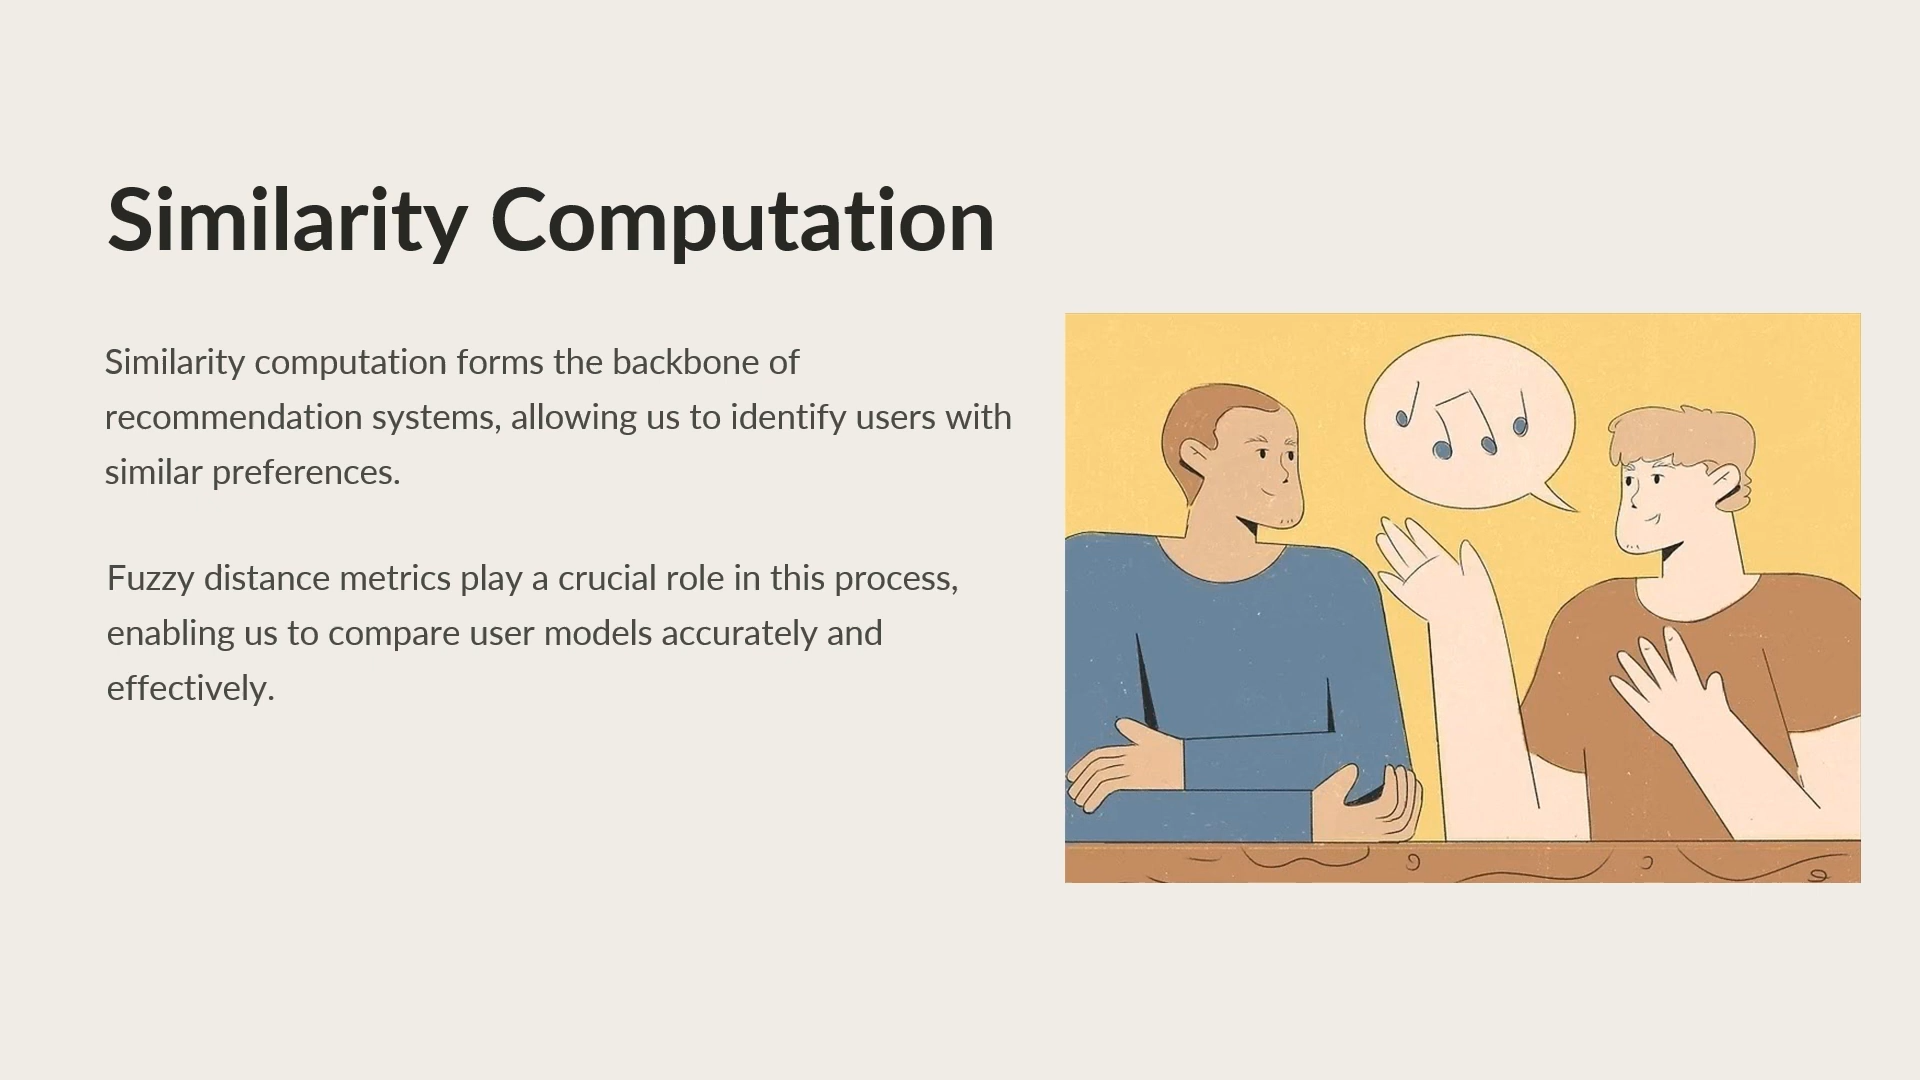 Similarity Computation
Similarity computation forms the backbone of
recommendation systems, allowing us to identify users with
similar preferences.
Fuzzy distance metrics play a crucial role in this process,
enabling us to compare user models accurately and
effectively.